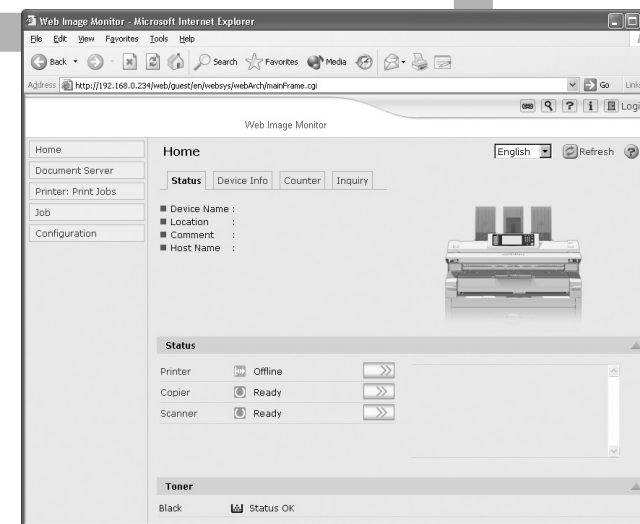 Web Image Monitor - Microsoft Internet Explorer
File Edit View Favorites Tools Help
Back Search Favorites Media
Address http://192.168.0.234/web/guest/en/websys/webArch/mainFrame.cgi Go Links
? i Logi
Web Image Monitor
Home
Document Server
Printer: Print Jobs
Job
Configuration
Home English Refresh ?
Status Device Info Counter Inquiry
Device Name :
Location :
Comment :
Host Name :
Status
Printer Offline
Copier Ready
Scanner Ready
Toner
Black Status OK